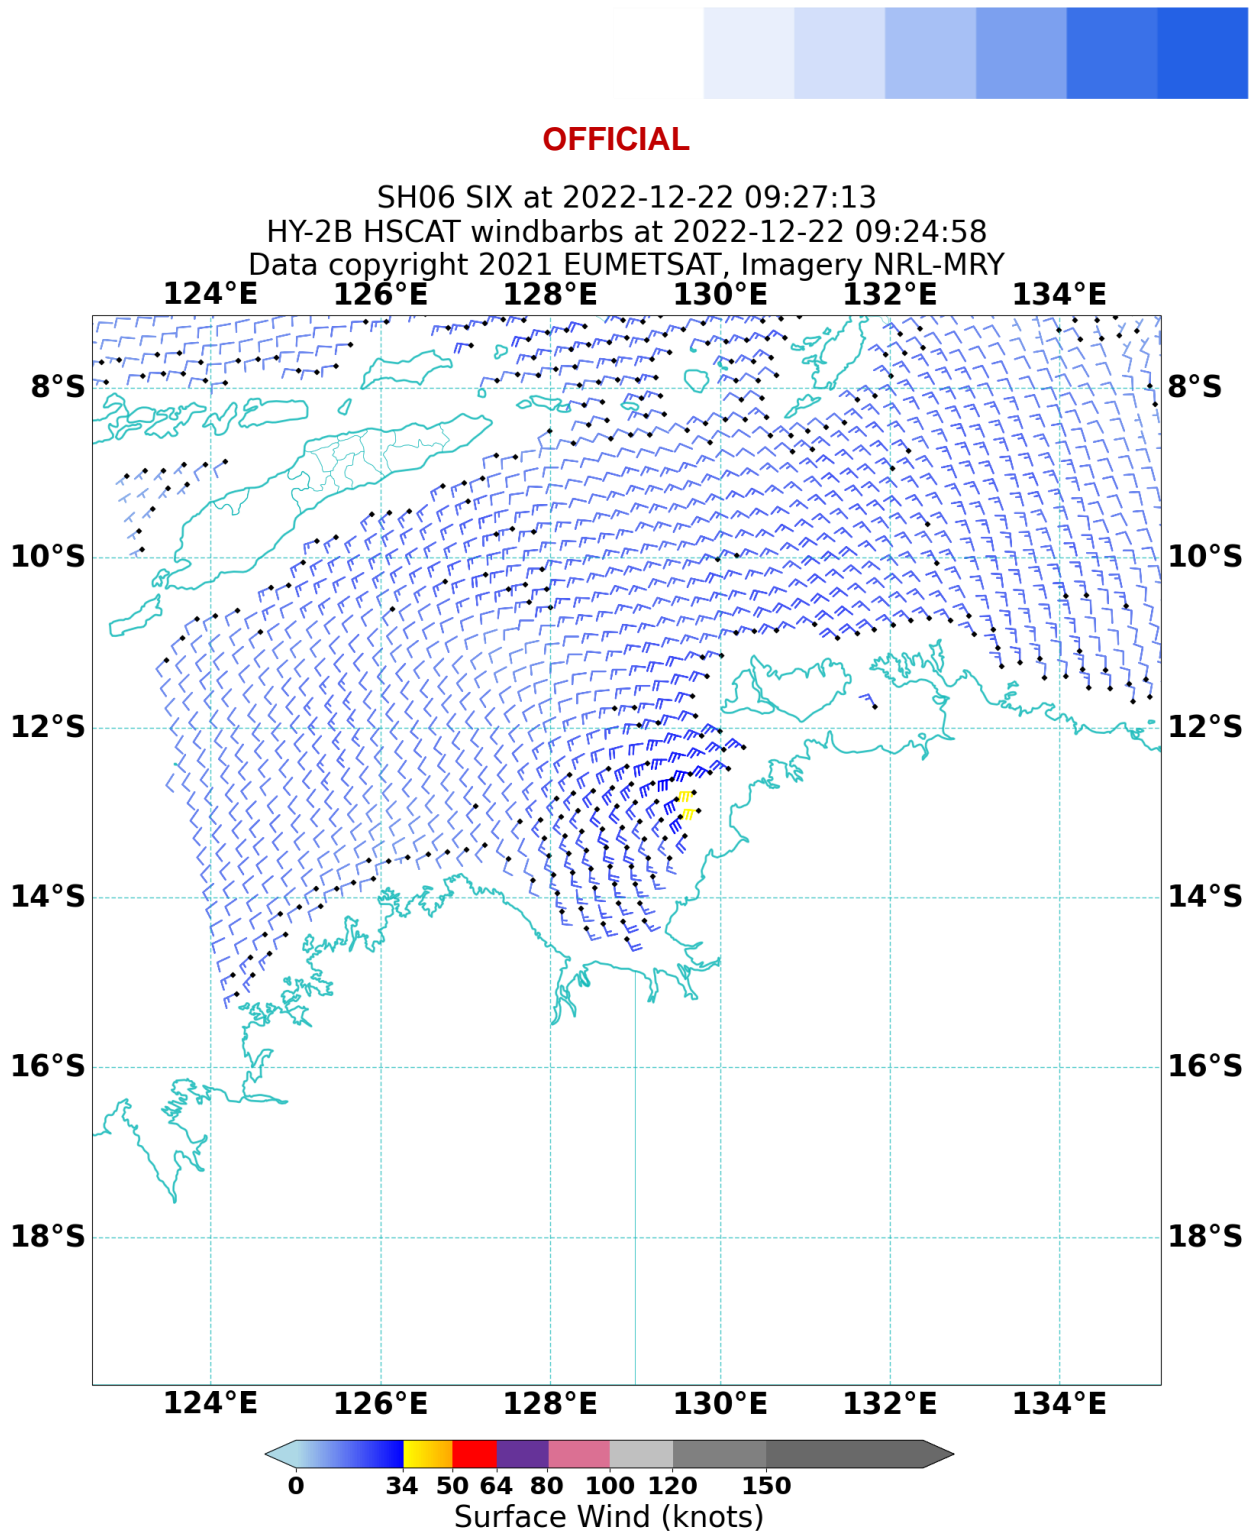 OFFICIAL
SH06 SIX at 2022-12-22 09:27:13
HY-2B HSCAT windbarbs at 2022-12-22 09:24:58
Data copyright 2021 EUMETSAT, Imagery NRL-MRY
124°E 126°E 128°E 130°E 132°E 134°E
8°S 8°S
10°S 10°S
12°S 12°S
14°S 14°S
16°S 16°S
18°S 18°S
124°E 126°E 128°E 130°E 132°E 134°E
0 34 50 64 80 100 120 150
Surface Wind (knots)